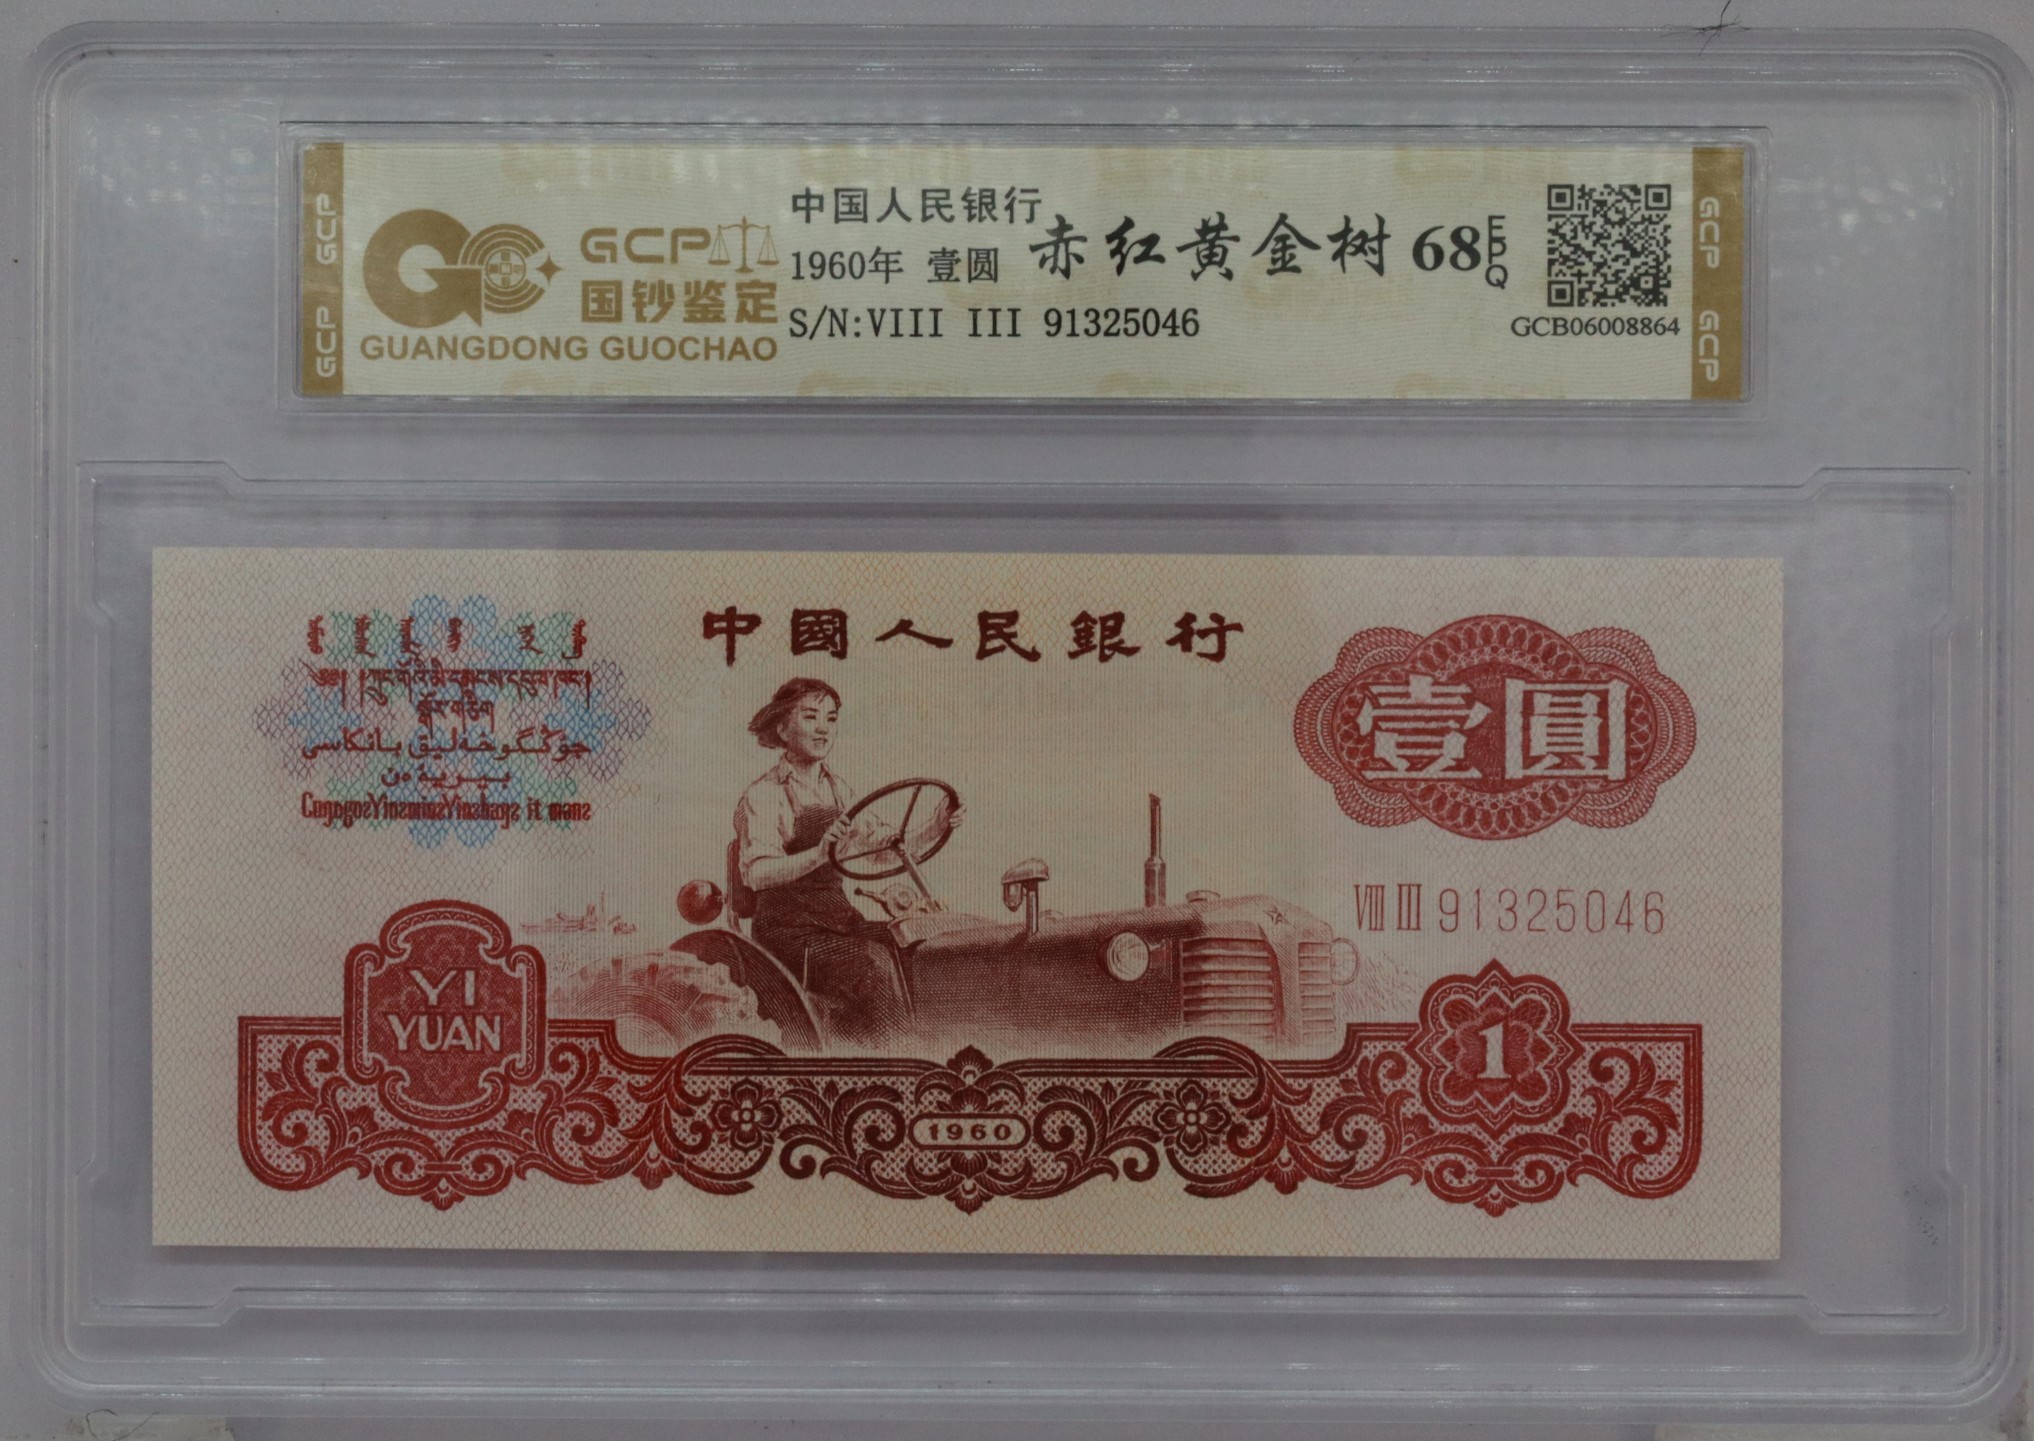 GCP
GCP
GCP
国钞鉴定
GUANGDONG GUOCHAO
中国人民银行
1960年 壹圆
赤红黄金树
68
EPQ
S/N:VIII III 91325046
GCB06008864
GCP
GCP
中國人民銀行
壹圓
VIII III 91325046
YI
YUAN
1
1960